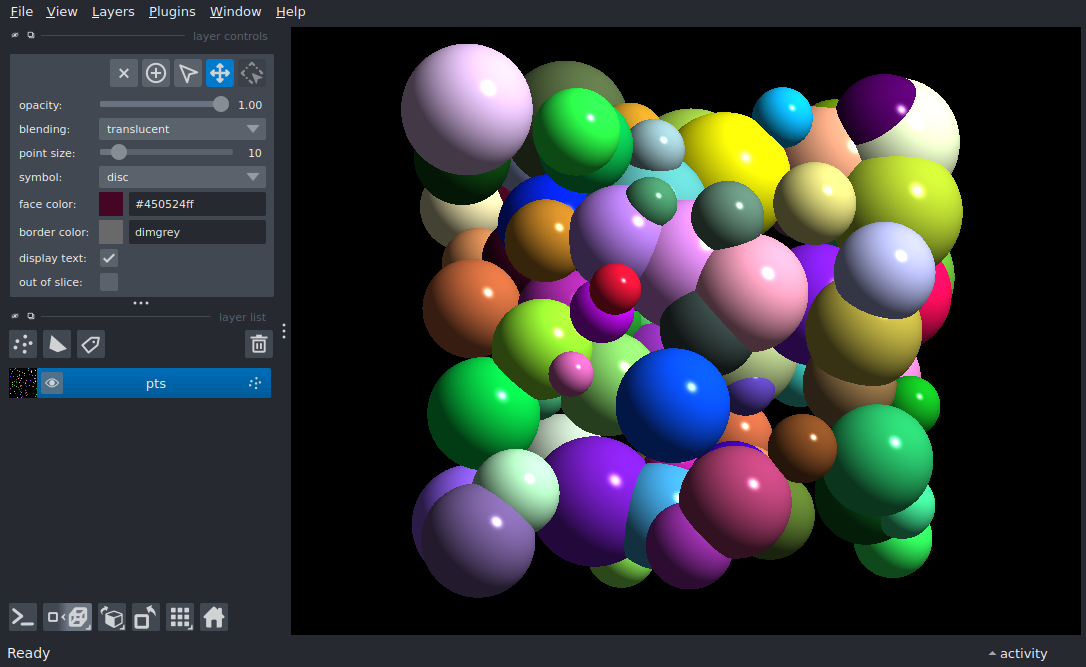 File View Layers Plugins Window Help
layer controls
opacity: 1.00
blending: translucent
point size: 10
symbol: disc
face color: #450524ff
border color: dimgrey
display text:
out of slice:
layer list
pts
Ready
activity